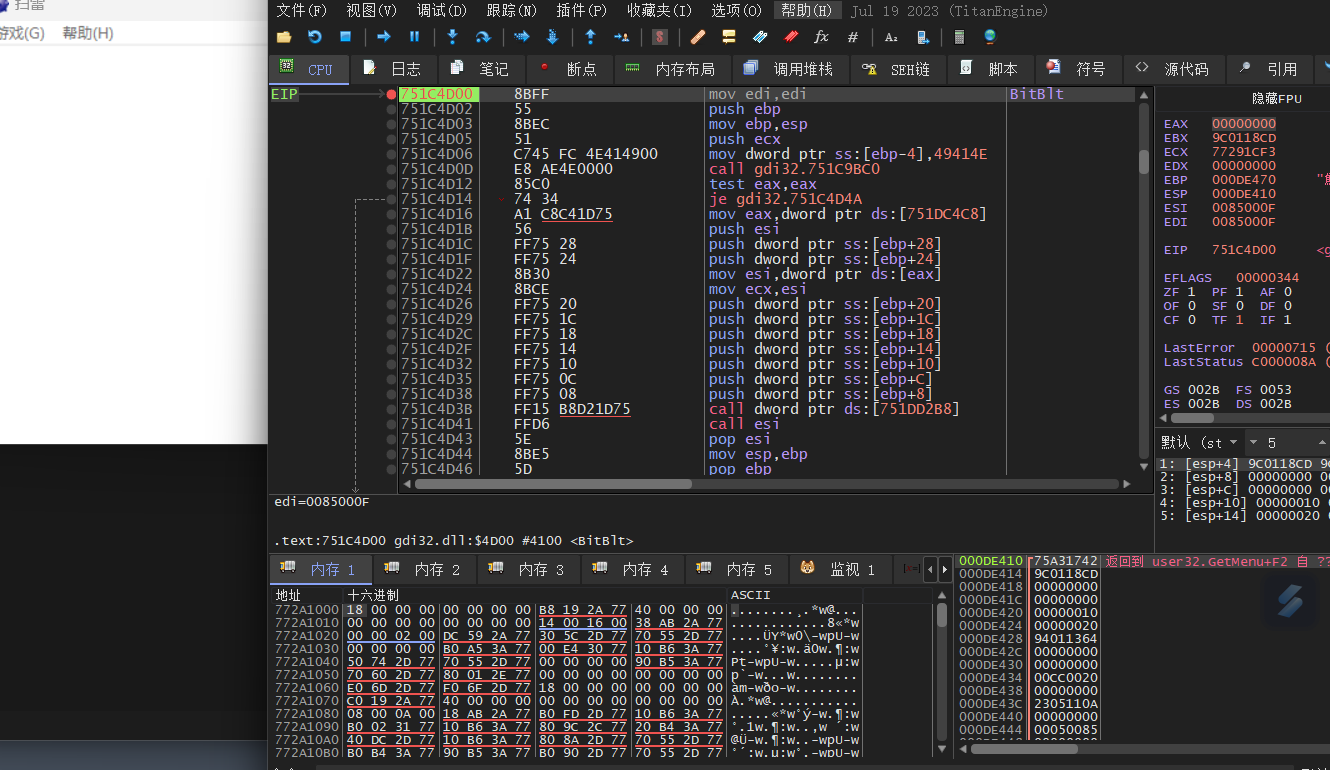 扫雷
游戏(G) 帮助(H)
文件(F) 视图(V) 调试(D) 跟踪(N) 插件(P) 收藏夹(I) 选项(O) 帮助(H) Jul 19 2023 (TitanEngine)
CPU 日志 笔记 断点 内存布局 调用堆栈 SEH链 脚本 符号 源代码 引用
EIP
751C4D00 8BFF mov edi,edi BitBlt
751C4D02 55 push ebp
751C4D03 8BEC mov ebp,esp
751C4D05 51 push ecx
751C4D06 C745 FC 4E414900 mov dword ptr ss:[ebp-4],49414E
751C4D0D E8 AE4E0000 call gdi32.751C9BC0
751C4D12 85C0 test eax,eax
751C4D14 74 34 je gdi32.751C4D4A
751C4D16 A1 C8C41D75 mov eax,dword ptr ds:[751DC4C8]
751C4D1B 56 push esi
751C4D1C FF75 28 push dword ptr ss:[ebp+28]
751C4D1F FF75 24 push dword ptr ss:[ebp+24]
751C4D22 8B30 mov esi,dword ptr ds:[eax]
751C4D24 8BCE mov ecx,esi
751C4D26 FF75 20 push dword ptr ss:[ebp+20]
751C4D29 FF75 1C push dword ptr ss:[ebp+1C]
751C4D2C FF75 18 push dword ptr ss:[ebp+18]
751C4D2F FF75 14 push dword ptr ss:[ebp+14]
751C4D32 FF75 10 push dword ptr ss:[ebp+10]
751C4D35 FF75 0C push dword ptr ss:[ebp+C]
751C4D38 FF75 08 push dword ptr ss:[ebp+8]
751C4D3B FF15 B8D21D75 call dword ptr ds:[751DD2B8]
751C4D41 FFD6 call esi
751C4D43 5E pop esi
751C4D44 8BE5 mov esp,ebp
751C4D46 5D pop ebp
edi=0085000F
.text:751C4D00 gdi32.dll:$4D00 #4100 <BitBlt>
隐藏FPU
EAX 00000000
EBX 9C0118CD
ECX 77291CF3
EDX 00000000
EBP 000DE470
ESP 000DE410
ESI 0085000F
EDI 0085000F
EIP 751C4D00 <g
EFLAGS 00000344
ZF 1 PF 1 AF 0
OF 0 SF 0 DF 0
CF 0 TF 1 IF 1
LastError 00000715 (
LastStatus C000008A (
GS 002B FS 0053
ES 002B DS 002B
默认 (st 5
1: [esp+4] 9C0118CD 9C
2: [esp+8] 00000000 00
3: [esp+C] 00000000 00
4: [esp+10] 00000010 0
5: [esp+14] 00000020 0
内存 1 内存 2 内存 3 内存 4 内存 5 监视 1
地址 十六进制 ASCII
772A1000 18 00 00 00 00 00 00 00 B8 19 2A 77 40 00 00 00 .........*w@...
772A1010 00 00 00 00 00 00 00 00 14 00 16 00 38 AB 2A 77 ............8«*w
772A1020 00 00 02 00 DC 59 2A 77 30 5C 2D 77 70 55 2D 77 ....ÜY*w0\-wpU-w
772A1030 00 00 00 00 B0 A5 3A 77 00 E4 30 77 10 B6 3A 77 ....°¥:w.ä0w.¶:w
772A1040 50 74 2D 77 70 55 2D 77 00 00 00 00 90 B5 3A 77 Pt-wpU-w.....µ:w
772A1050 70 60 2D 77 80 01 2E 77 00 00 00 00 00 00 00 00 p`-w...w........
772A1060 E0 6D 2D 77 F0 6F 2D 77 18 00 00 00 00 00 00 00 àm-wðo-w........
772A1070 C0 19 2A 77 40 00 00 00 00 00 00 00 00 00 00 00 À.*w@...........
772A1080 08 00 0A 00 18 AB 2A 77 B0 FD 2D 77 10 B6 3A 77 .....«*w°ý-w.¶:w
772A1090 B0 02 31 77 10 B6 3A 77 80 9C 2C 77 20 B4 3A 77 °.1w.¶:w..,w ´:w
772A10A0 40 DC 2D 77 10 B6 3A 77 80 8A 2D 77 70 55 2D 77 @Ü-w.¶:w..-wpU-w
772A10B0 B0 B4 3A 77 90 B5 3A 77 B0 90 2D 77 70 55 2D 77 °´:w.µ:w°.-wpU-w
000DE410 75A31742 返回到 user32.GetMenu+F2 自 ??
000DE414 9C0118CD
000DE418 00000000
000DE41C 00000000
000DE420 00000010
000DE424 00000020
000DE428 94011364
000DE42C 00000000
000DE430 00000000
000DE434 00CC0020
000DE438 00000000
000DE43C 2305110A
000DE440 00000000
000DE444 00050085